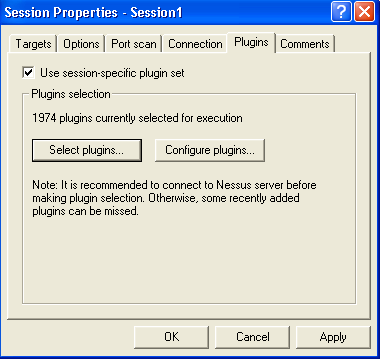 Session Properties - Session1
Targets Options Port scan Connection Plugins Comments
Use session-specific plugin set
Plugins selection
1974 plugins currently selected for execution
Select plugins... Configure plugins...
Note: It is recommended to connect to Nessus server before
making plugin selection. Otherwise, some recently added
plugins can be missed.
OK Cancel Apply